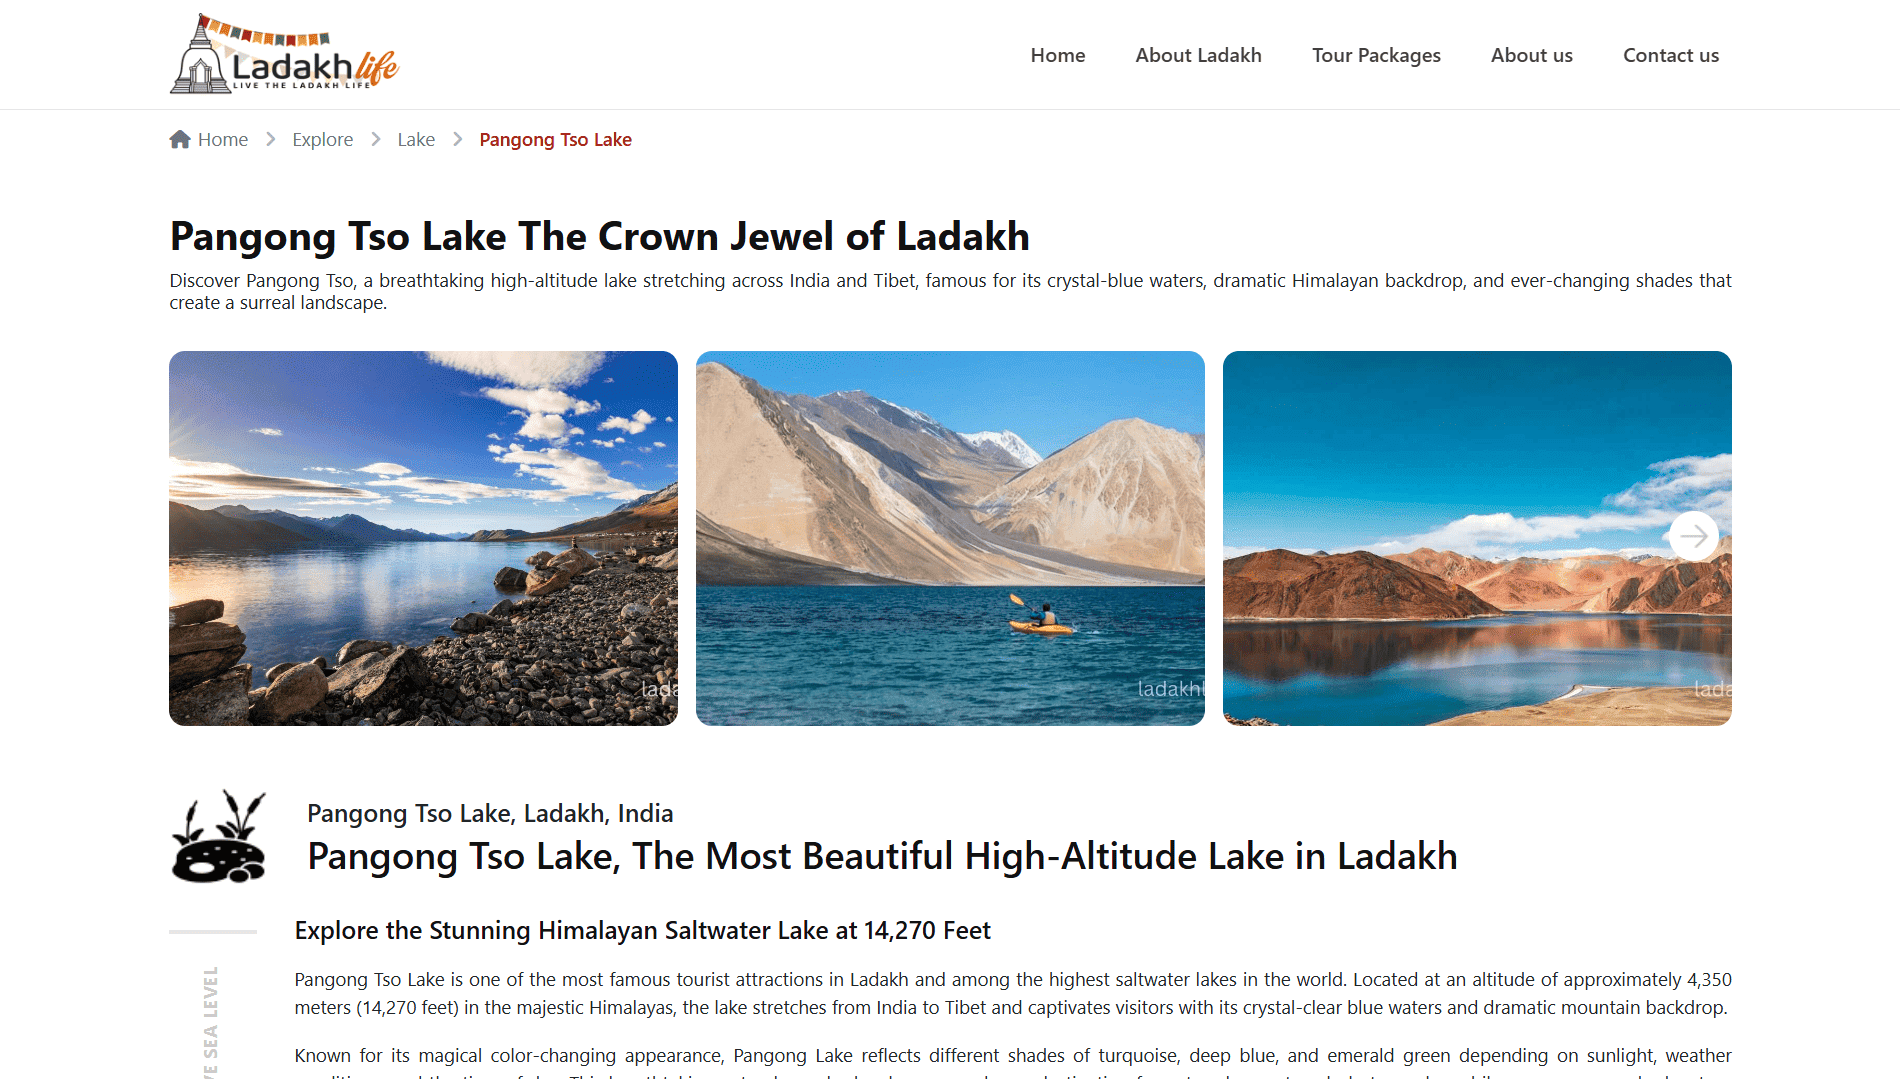 Ladakh life
LIVE THE LADAKH LIFE
Home
About Ladakh
Tour Packages
About us
Contact us
Home
Explore
Lake
Pangong Tso Lake
Pangong Tso Lake The Crown Jewel of Ladakh
Discover Pangong Tso, a breathtaking high-altitude lake stretching across India and Tibet, famous for its crystal-blue waters, dramatic Himalayan backdrop, and ever-changing shades that
create a surreal landscape.
lada
ladakhl
lada
Pangong Tso Lake, Ladakh, India
Pangong Tso Lake, The Most Beautiful High-Altitude Lake in Ladakh
Explore the Stunning Himalayan Saltwater Lake at 14,270 Feet
SEA LEVEL
Pangong Tso Lake is one of the most famous tourist attractions in Ladakh and among the highest saltwater lakes in the world. Located at an altitude of approximately 4,350
meters (14,270 feet) in the majestic Himalayas, the lake stretches from India to Tibet and captivates visitors with its crystal-clear blue waters and dramatic mountain backdrop.
Known for its magical color-changing appearance, Pangong Lake reflects different shades of turquoise, deep blue, and emerald green depending on sunlight, weather